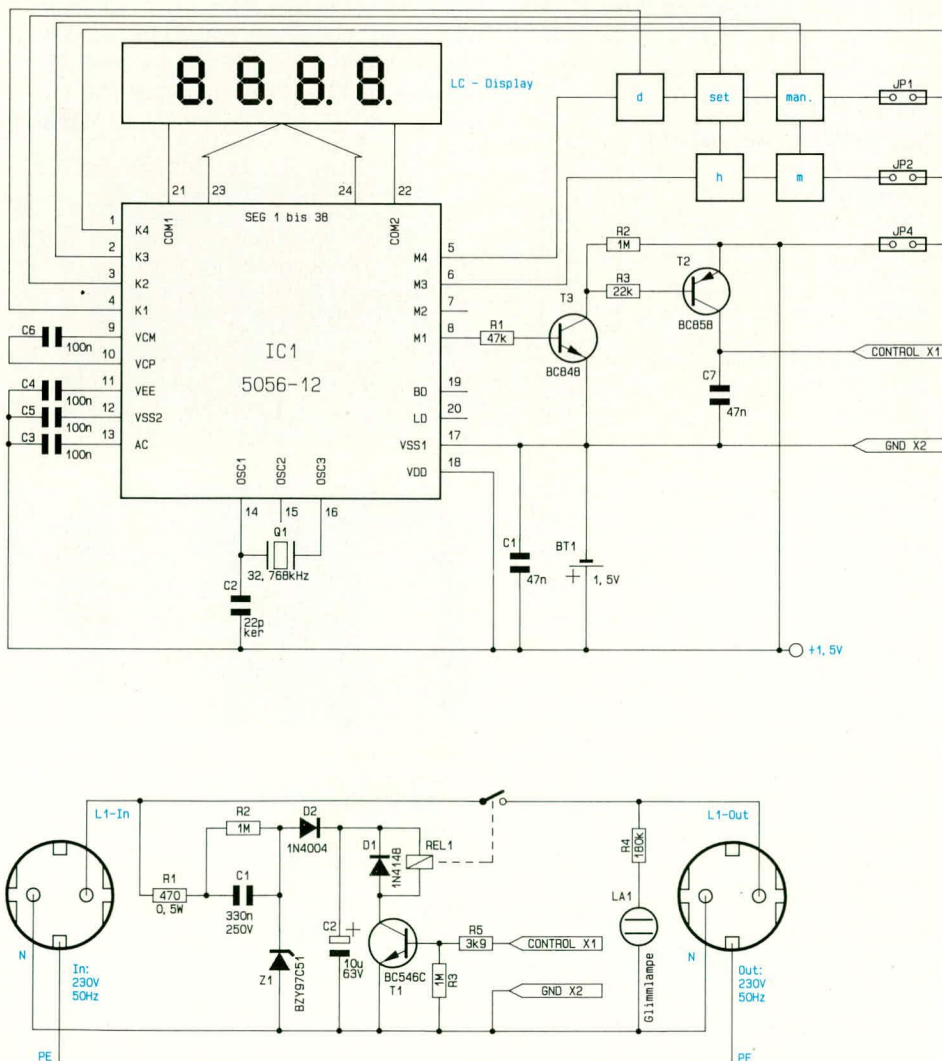 8.8.8.8.
LC - Display
d
set
man.
JP1
h
m
JP2
21
23
24
22
SEG 1 bis 38
COM1
COM2
1
K4
2
K3
3
K2
4
K1
9
VCM
10
VCP
11
VEE
12
VSS2
13
AC
C6
100n
C4
100n
C5
100n
C3
100n
IC1
5056-12
M4
5
M3
6
M2
7
M1
8
BD
19
LD
20
VSS1
17
VDD
18
OSC1
OSC2
OSC3
14
15
16
Q1
32,768kHz
C2
22p
ker
R1
47k
T3
BC848
R2
1M
R3
22k
T2
BC858
JP4
CONTROL X1
C7
47n
GND X2
C1
47n
BT1
+
1,5V
+1,5V
L1-In
N
In:
230V
50Hz
PE
R1
470
0,5W
R2
1M
C1
330n
250V
D2
1N4004
Z1
BZY97C51
C2
+
10u
63V
D1
1N4148
REL1
BC546C
T1
R5
3k9
R3
1M
CONTROL X1
GND X2
R4
180k
LA1
Glimmlampe
L1-Out
N
Out:
230V
50Hz
PE